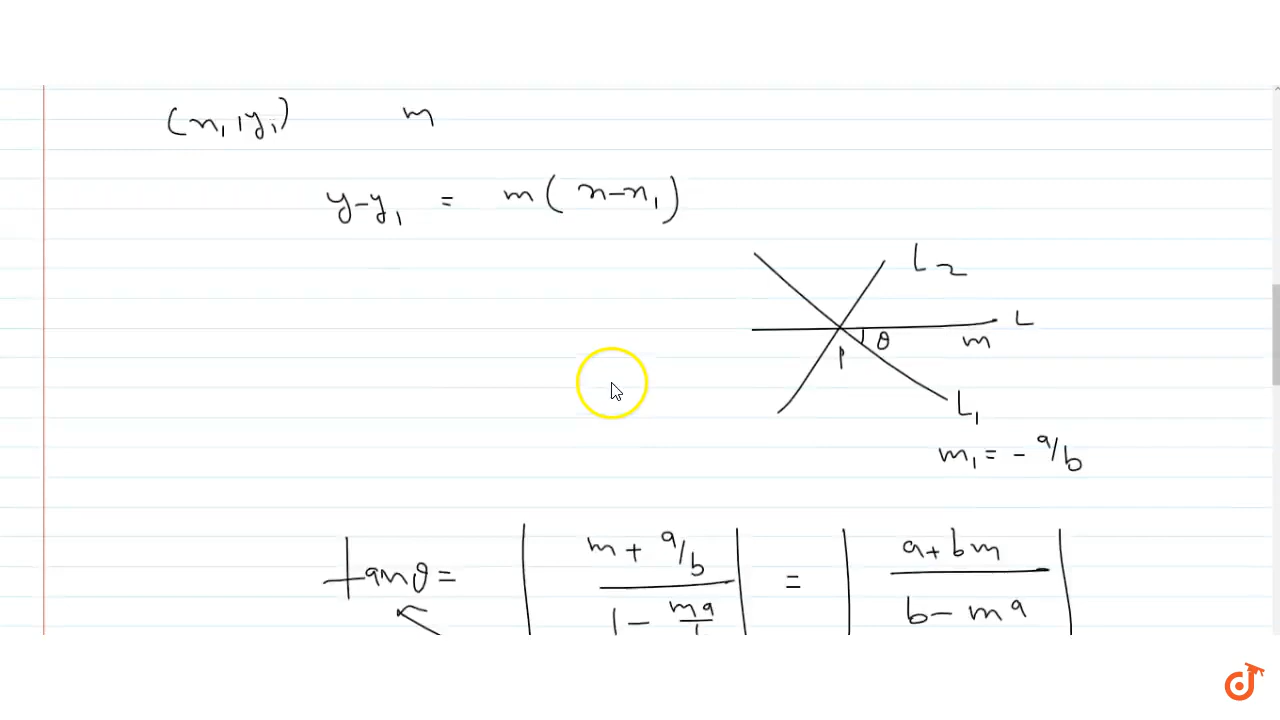 (x₁, y₁) m
y-y₁ = m(x-x₁)
L₂
L
θ
m
P
L₁
m₁ = - a/b
tanθ = | (m + a/b) / (1 - ma/b) | = | (a+bm) / (b-ma) |